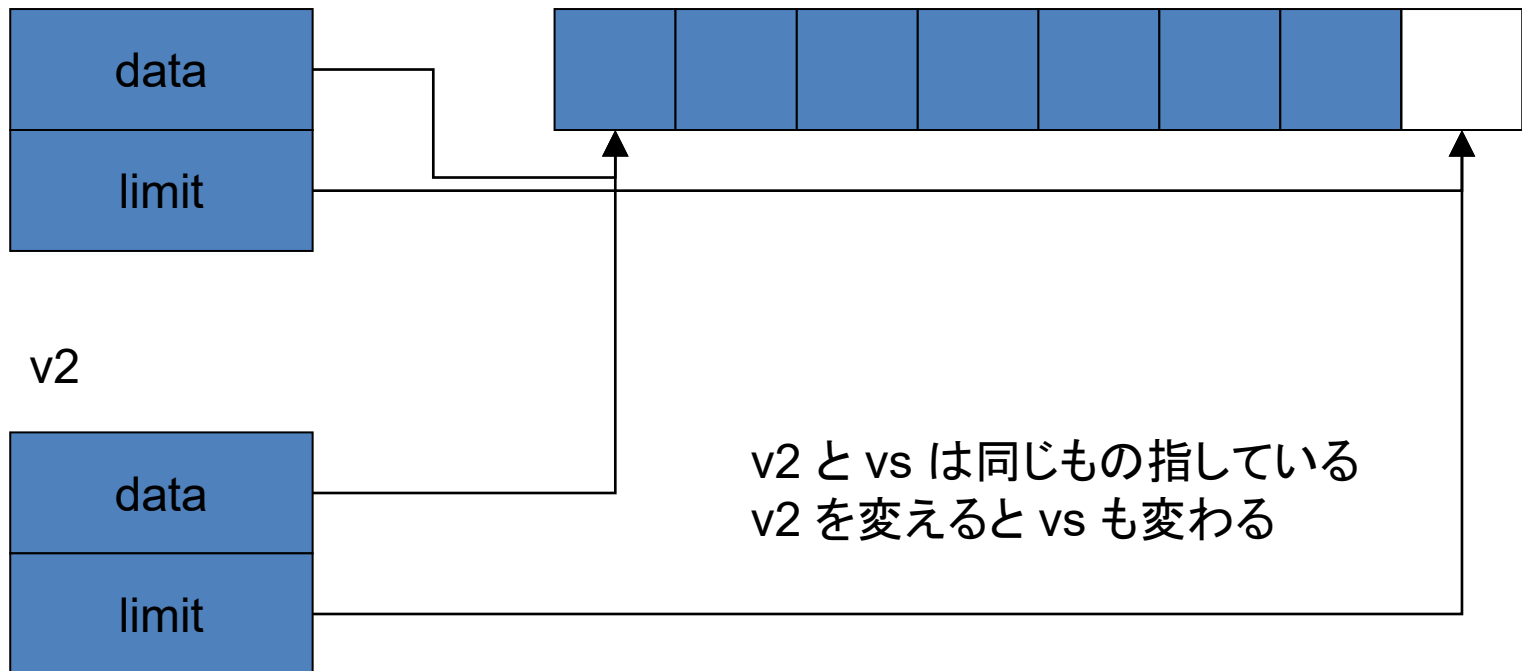 data
limit
v2
data
limit
v2 と vs は同じもの指している
v2 を変えると vs も変わる